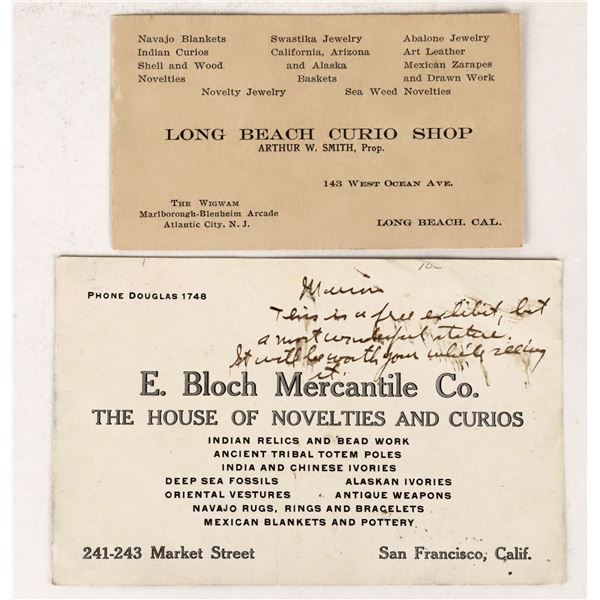 Navajo Blankets Swastika Jewelry Abalone Jewelry
Indian Curios California, Arizona Art Leather
Shell and Wood and Alaska Mexican Zarapes
Novelties Baskets and Drawn Work
Novelty Jewelry Sea Weed Novelties
LONG BEACH CURIO SHOP
ARTHUR W. SMITH, Prop.
143 WEST OCEAN AVE.
THE WIGWAM
Marlborough-Blenheim Arcade
Atlantic City, N. J.
LONG BEACH. CAL.
10
PHONE DOUGLAS 1748
This is a free exhibit, but
a most wonderful
It will be worth your while seeing
it.
E. Bloch Mercantile Co.
THE HOUSE OF NOVELTIES AND CURIOS
INDIAN RELICS AND BEAD WORK
ANCIENT TRIBAL TOTEM POLES
INDIA AND CHINESE IVORIES
DEEP SEA FOSSILS ALASKAN IVORIES
ORIENTAL VESTURES ANTIQUE WEAPONS
NAVAJO RUGS, RINGS AND BRACELETS
MEXICAN BLANKETS AND POTTERY
241-243 Market Street San Francisco, Calif.